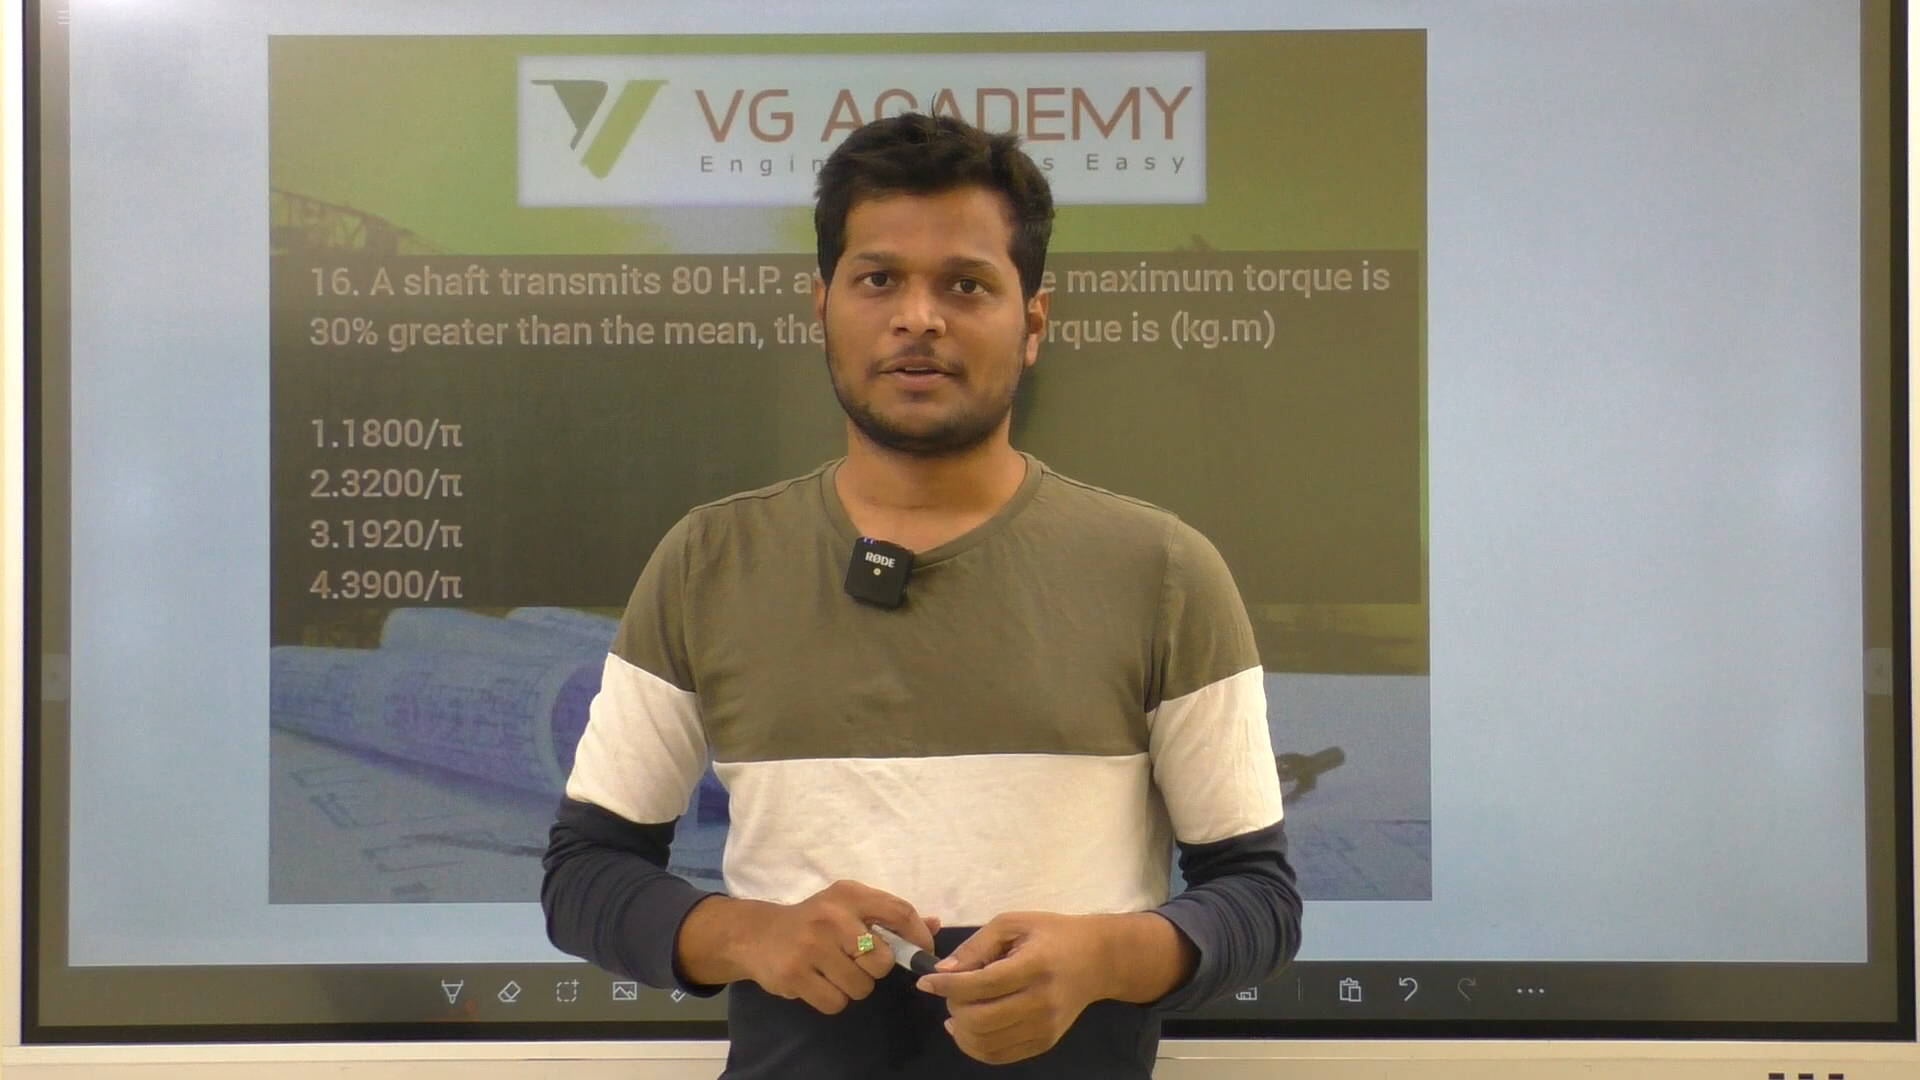 VG ACADEMY
Engin s Easy
16. A shaft transmits 80 H.P. a e maximum torque is
30% greater than the mean, the rque is (kg.m)
1.1800/π
2.3200/π
3.1920/π
4.3900/π
RØDE